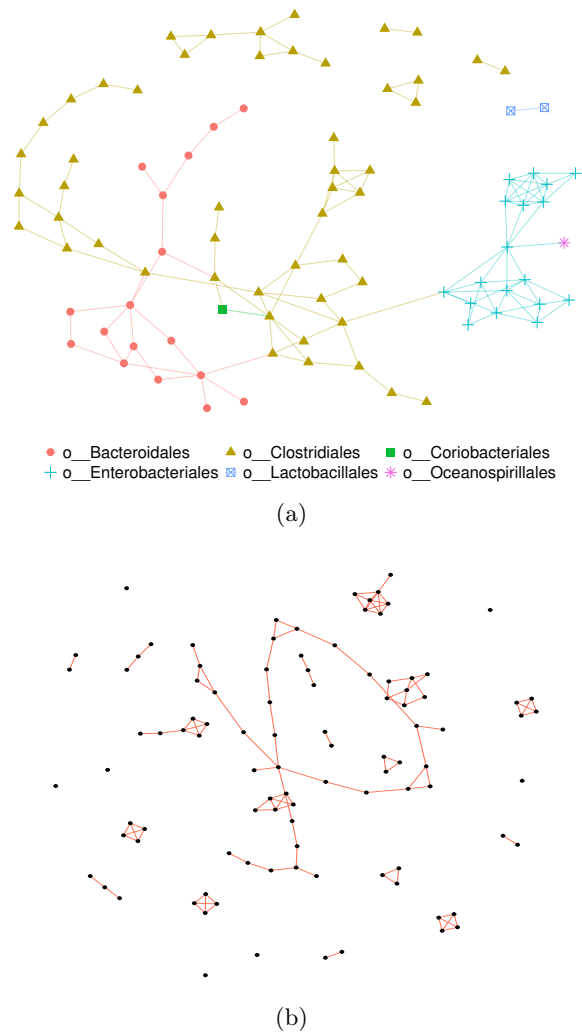 o__Bacteroidales o__Clostridiales o__Coriobacteriales
o__Enterobacteriales o__Lactobacillales o__Oceanospirillales
(a)
(b)